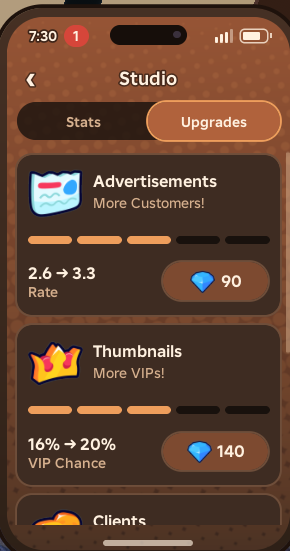 7:30 1
Studio
Stats Upgrades
Advertisements
More Customers!
2.6 → 3.3
Rate
90
Thumbnails
More VIPs!
16% → 20%
VIP Chance
140
Clients